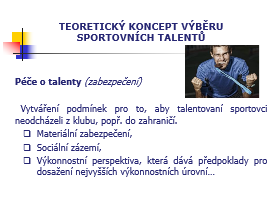 TEORETICKÝ KONCEPT VÝBĚRU
SPORTOVNÍCH TALENTŮ
Péče o talenty (zabezpečení)
Vytváření podmínek pro to, aby talentovaní sportovci
neodcházeli z klubu, popř. do zahraničí.
Materiální zabezpečení,
Sociální zázemí,
Výkonnostní perspektiva, která dává předpoklady pro
dosažení nejvyšších výkonnostních úrovní…